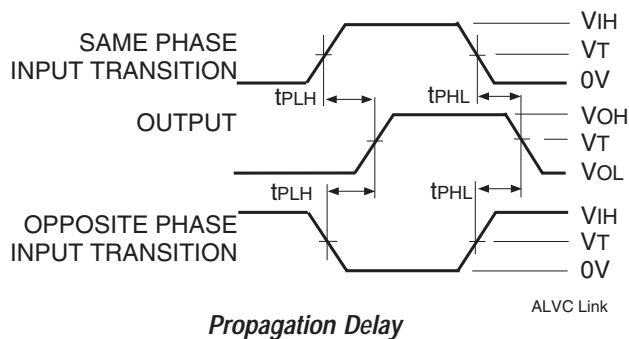 SAME PHASE
INPUT TRANSITION
VIH
VT
0V
tPLH
tPHL
OUTPUT
VOH
VT
VOL
tPLH
tPHL
OPPOSITE PHASE
INPUT TRANSITION
VIH
VT
0V
ALVC Link
Propagation Delay